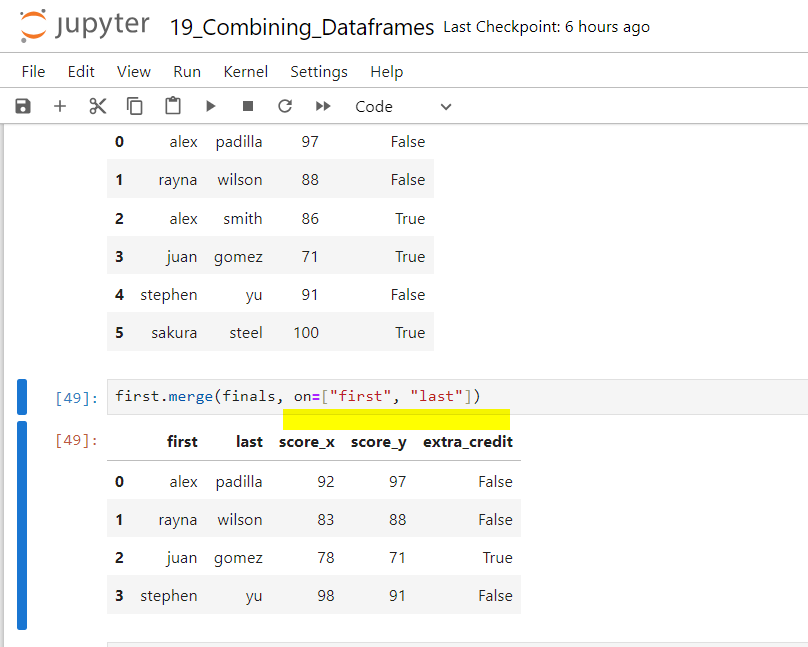 jupyter 19_Combining_Dataframes Last Checkpoint: 6 hours ago
File Edit View Run Kernel Settings Help
Code
0 alex padilla 97 False
1 rayna wilson 88 False
2 alex smith 86 True
3 juan gomez 71 True
4 stephen yu 91 False
5 sakura steel 100 True
[49]: first.merge(finals, on=["first", "last"])
[49]: first last score_x score_y extra_credit
0 alex padilla 92 97 False
1 rayna wilson 83 88 False
2 juan gomez 78 71 True
3 stephen yu 98 91 False